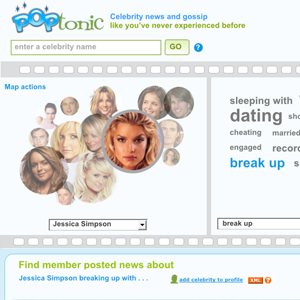 POPtonic
Celebrity news and gossip
like you've never experienced before
enter a celebrity name
GO
?
Map actions
sleeping with
dating
cheating
married
engaged
break up
s
Jessica Simpson
break up
Find member posted news about
Jessica Simpson breaking up with . . .
add celebrity to profile
XML
?